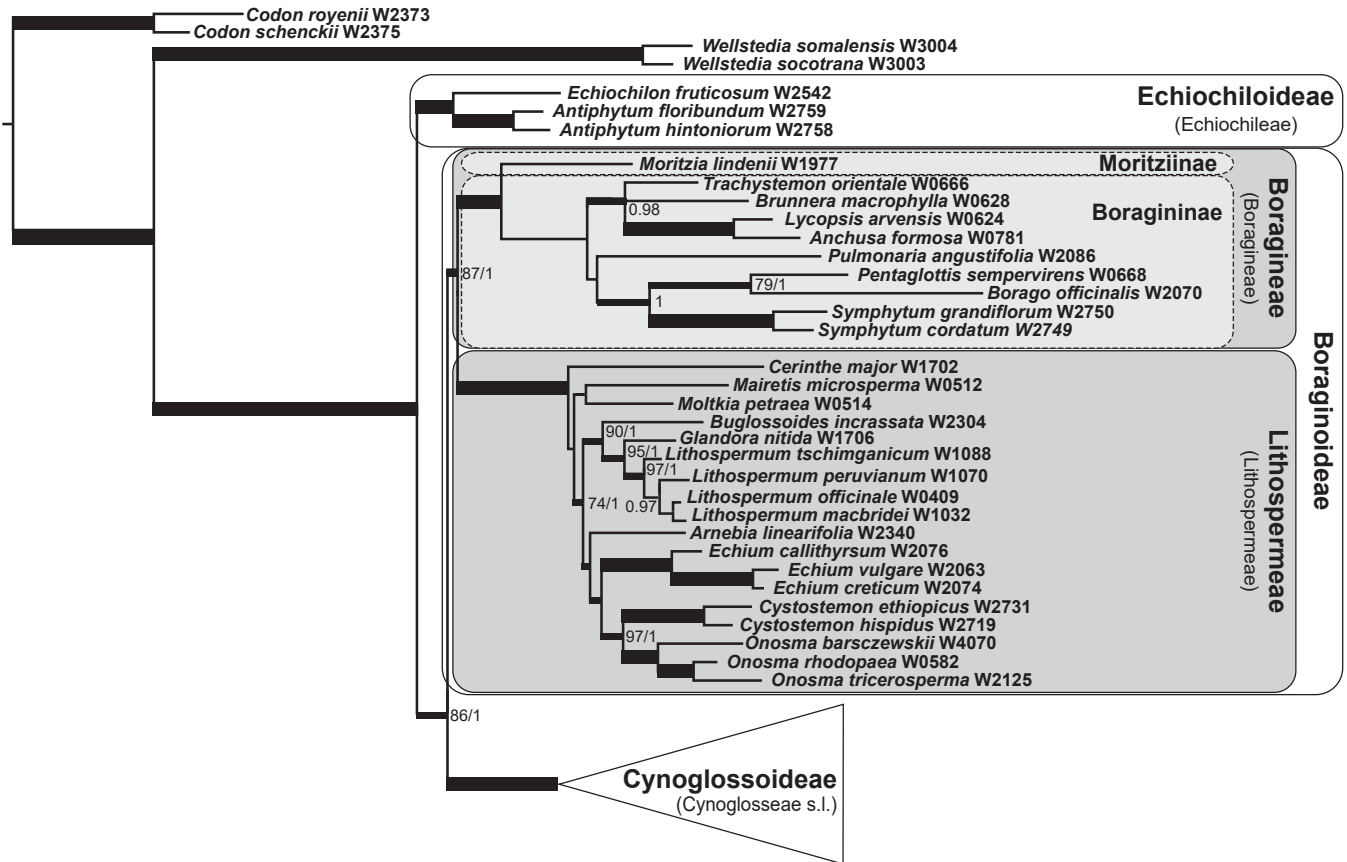 Codon royenii W2373
Codon schenckii W2375
Wellstedia somalensis W3004
Wellstedia socotrana W3003
Echiochilon fruticosum W2542
Antiphytum floribundum W2759
Antiphytum hintoniorum W2758
Echiochiloideae
(Echiochileae)
Moritzia lindenii W1977
Moritziinae
Trachystemon orientale W0666
Brunnera macrophylla W0628
0.98
Lycopsis arvensis W0624
Anchusa formosa W0781
Boragininae
Pulmonaria angustifolia W2086
87/1
Pentaglottis sempervirens W0668
79/1
Borago officinalis W2070
1
Symphytum grandiflorum W2750
Symphytum cordatum W2749
Boragineae
(Boragineae)
Boraginoideae
Cerinthe major W1702
Mairetis microsperma W0512
Moltkia petraea W0514
Buglossoides incrassata W2304
90/1
Glandora nitida W1706
95/1
Lithospermum tschimganicum W1088
97/1
Lithospermum peruvianum W1070
Lithospermum officinale W0409
74/1
0.97
Lithospermum macbridei W1032
Arnebia linearifolia W2340
Echium callithyrsum W2076
Echium vulgare W2063
Echium creticum W2074
Cystostemon ethiopicus W2731
Cystostemon hispidus W2719
97/1
Onosma barsczewskii W4070
Onosma rhodopaea W0582
Onosma tricerosperma W2125
Lithospermeae
(Lithospermeae)
86/1
Cynoglossoideae
(Cynoglosseae s.l.)